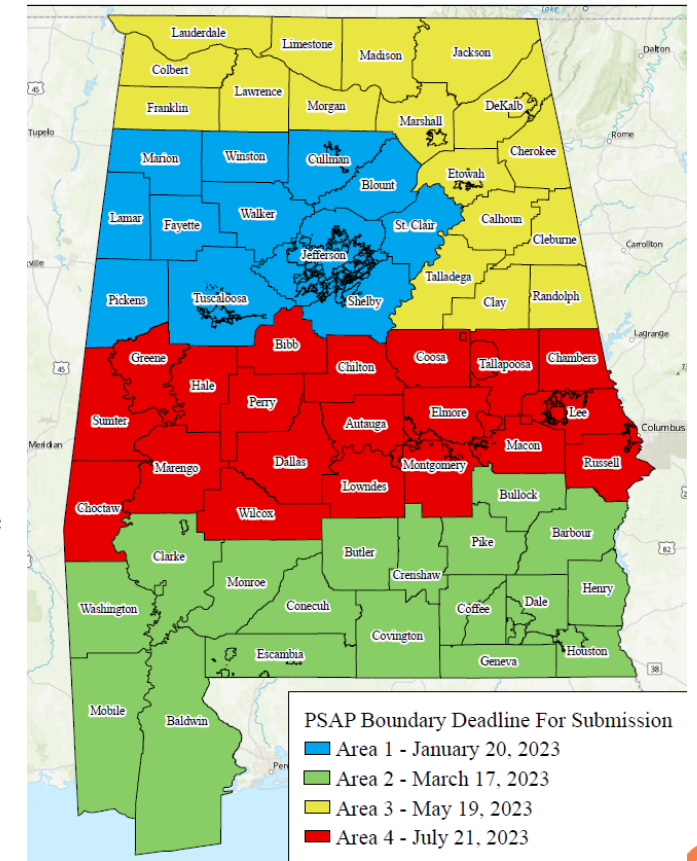 Lake
Lauderdale
Limestone
Madison
Jackson
Dalton
Colbert
45
Lawrence
Franklin
Morgan
DeKalb
Marshall
Tupelo
Rome
Cherokee
Marion
Winston
Cullman
Etowah
Blount
Lamar
Fayette
Walker
St. Clair
Calhoun
Cleburne
Carrollton
ville
Jefferson
Talladega
Pickens
Tuscaloosa
Shelby
Clay
Randolph
Lagrange
Greene
Bibb
Chilton
Coosa
Tallapoosa
Chambers
45
Hale
Perry
Sumter
Autauga
Elmore
Lee
Columbus
Meridian
Marengo
Dallas
Montgomery
Macon
Russell
Lowndes
Choctaw
Wilcox
Bullock
Clarke
Butler
Pike
Barbour
82
Monroe
Crenshaw
Washington
Conecuh
Coffee
Dale
Henry
Covington
Escambia
Geneva
Houston
38
Mobile
Baldwin
Pen
PSAP Boundary Deadline For Submission
Area 1 - January 20, 2023
Area 2 - March 17, 2023
Area 3 - May 19, 2023
Area 4 - July 21, 2023